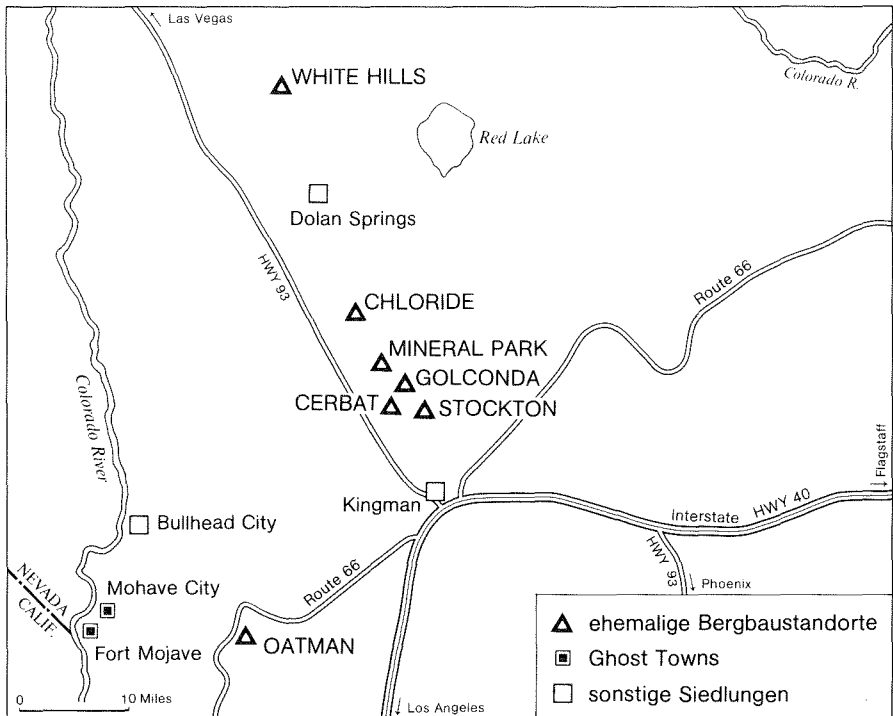 Las Vegas
WHITE HILLS
Colorado R.
Red Lake
Dolan Springs
HWY 93
Route 66
CHLORIDE
MINERAL PARK
GOLCONDA
CERBAT
STOCKTON
Colorado River
Flagstaff
Kingman
Interstate HWY 40
Bullhead City
HWY 93
Route 66
Phoenix
NEVADA
CALIF.
Mohave City
Fort Mojave
OATMAN
0 10 Miles
Los Angeles
ehemalige Bergbaustandorte
Ghost Towns
sonstige Siedlungen